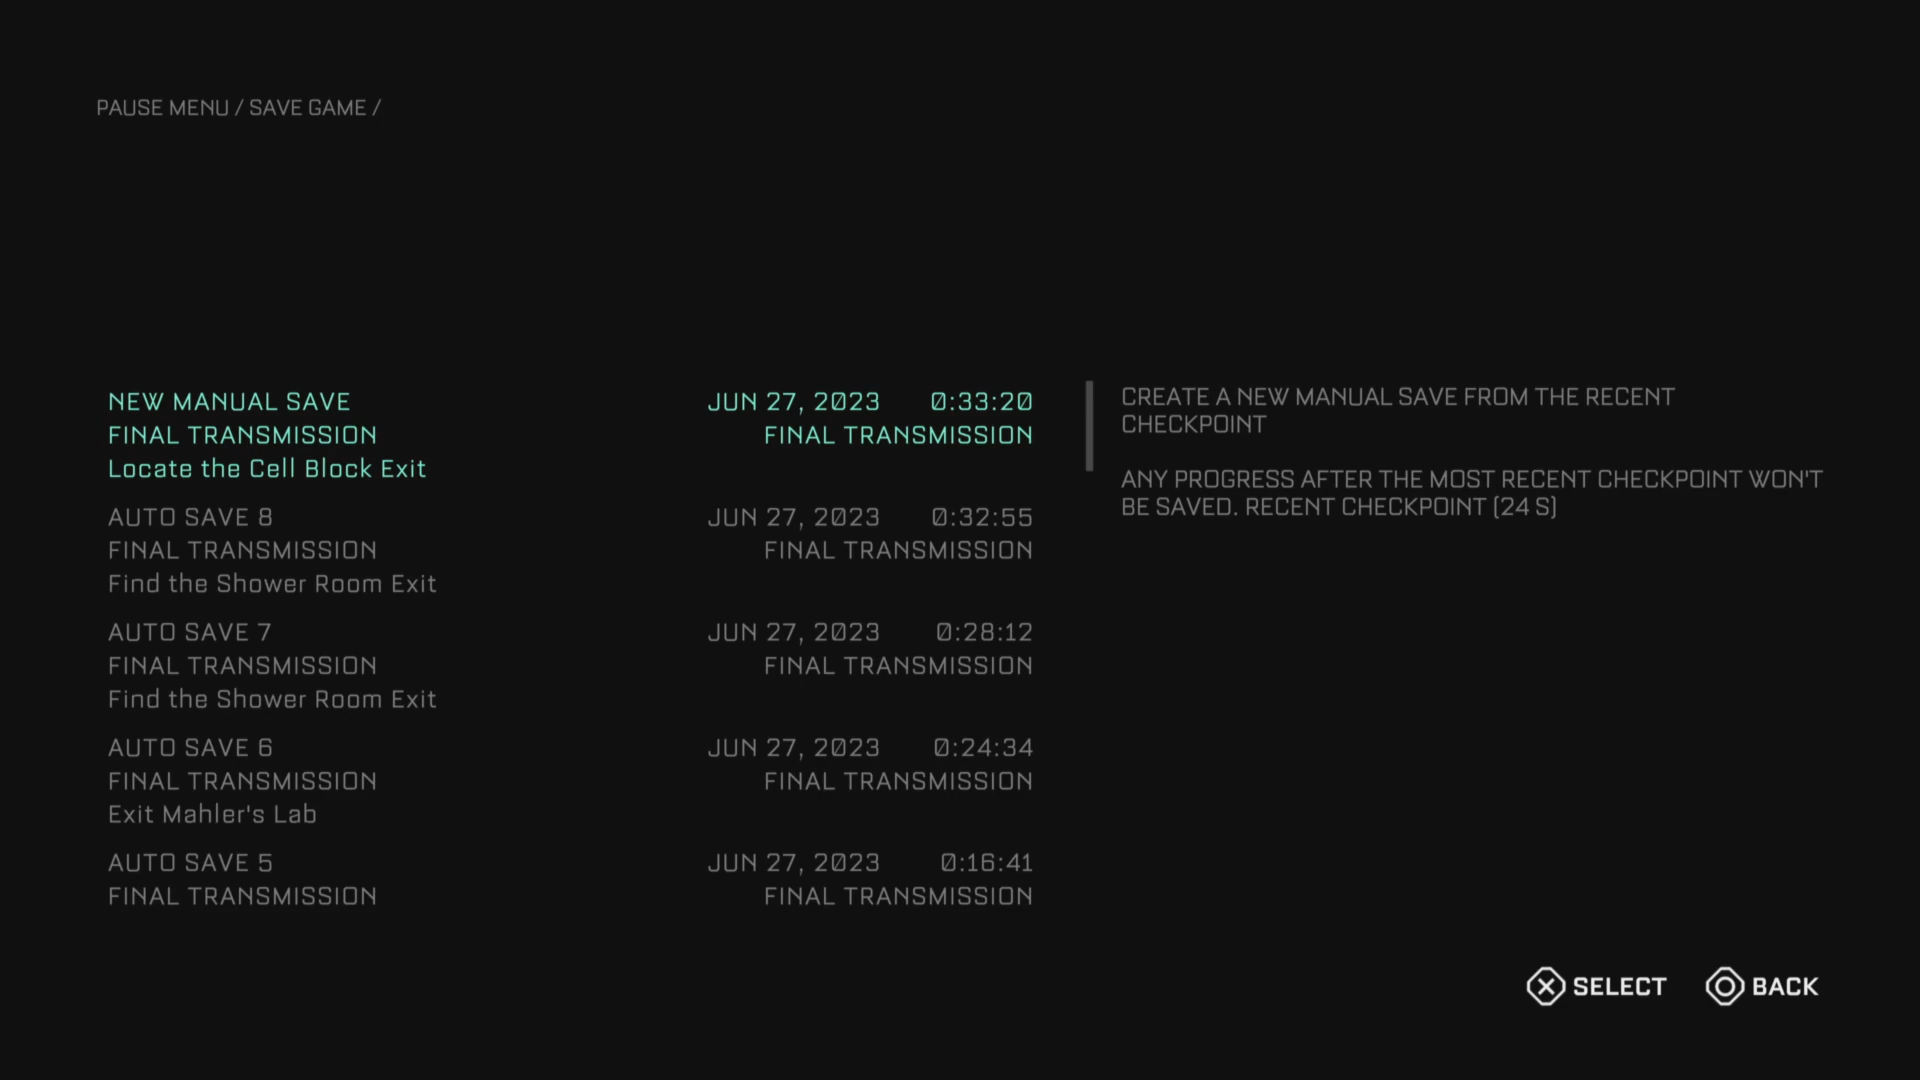 PAUSE MENU / SAVE GAME /
NEW MANUAL SAVE JUN 27, 2023 0:33:20
FINAL TRANSMISSION FINAL TRANSMISSION
Locate the Cell Block Exit
AUTO SAVE 8 JUN 27, 2023 0:32:55
FINAL TRANSMISSION FINAL TRANSMISSION
Find the Shower Room Exit
AUTO SAVE 7 JUN 27, 2023 0:28:12
FINAL TRANSMISSION FINAL TRANSMISSION
Find the Shower Room Exit
AUTO SAVE 6 JUN 27, 2023 0:24:34
FINAL TRANSMISSION FINAL TRANSMISSION
Exit Mahler's Lab
AUTO SAVE 5 JUN 27, 2023 0:16:41
FINAL TRANSMISSION FINAL TRANSMISSION
CREATE A NEW MANUAL SAVE FROM THE RECENT
CHECKPOINT
ANY PROGRESS AFTER THE MOST RECENT CHECKPOINT WON'T
BE SAVED. RECENT CHECKPOINT [24 S]
SELECT BACK